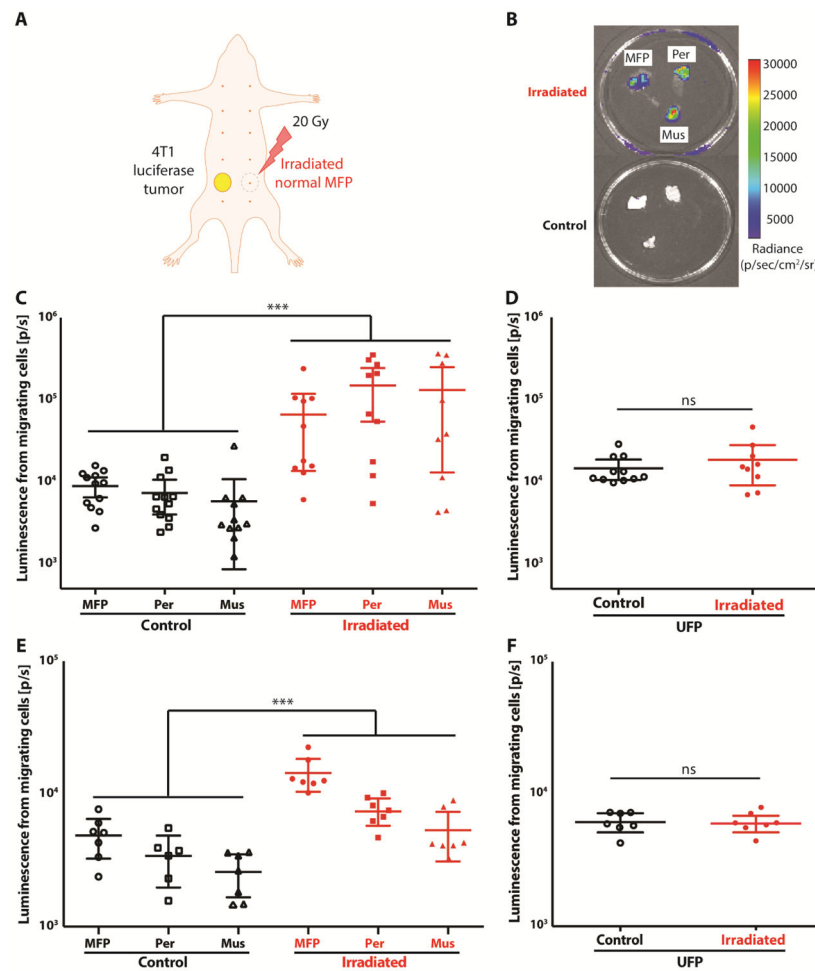 A
4T1
luciferase
tumor
20 Gy
Irradiated
normal MFP
B
Irradiated
Control
MFP
Per
Mus
30000
25000
20000
15000
10000
5000
Radiance
(p/sec/cm²/sr)
C
Luminescence from migrating cells [p/s]
10⁶
10⁵
10⁴
10³
***
MFP Per Mus MFP Per Mus
Control Irradiated
D
Luminescence from migrating cells [p/s]
10⁶
10⁵
10⁴
10³
ns
Control Irradiated
UFP
E
Luminescence from migrating cells [p/s]
10⁵
10⁴
10³
***
MFP Per Mus MFP Per Mus
Control Irradiated
F
Luminescence from migrating cells [p/s]
10⁵
10⁴
10³
ns
Control Irradiated
UFP